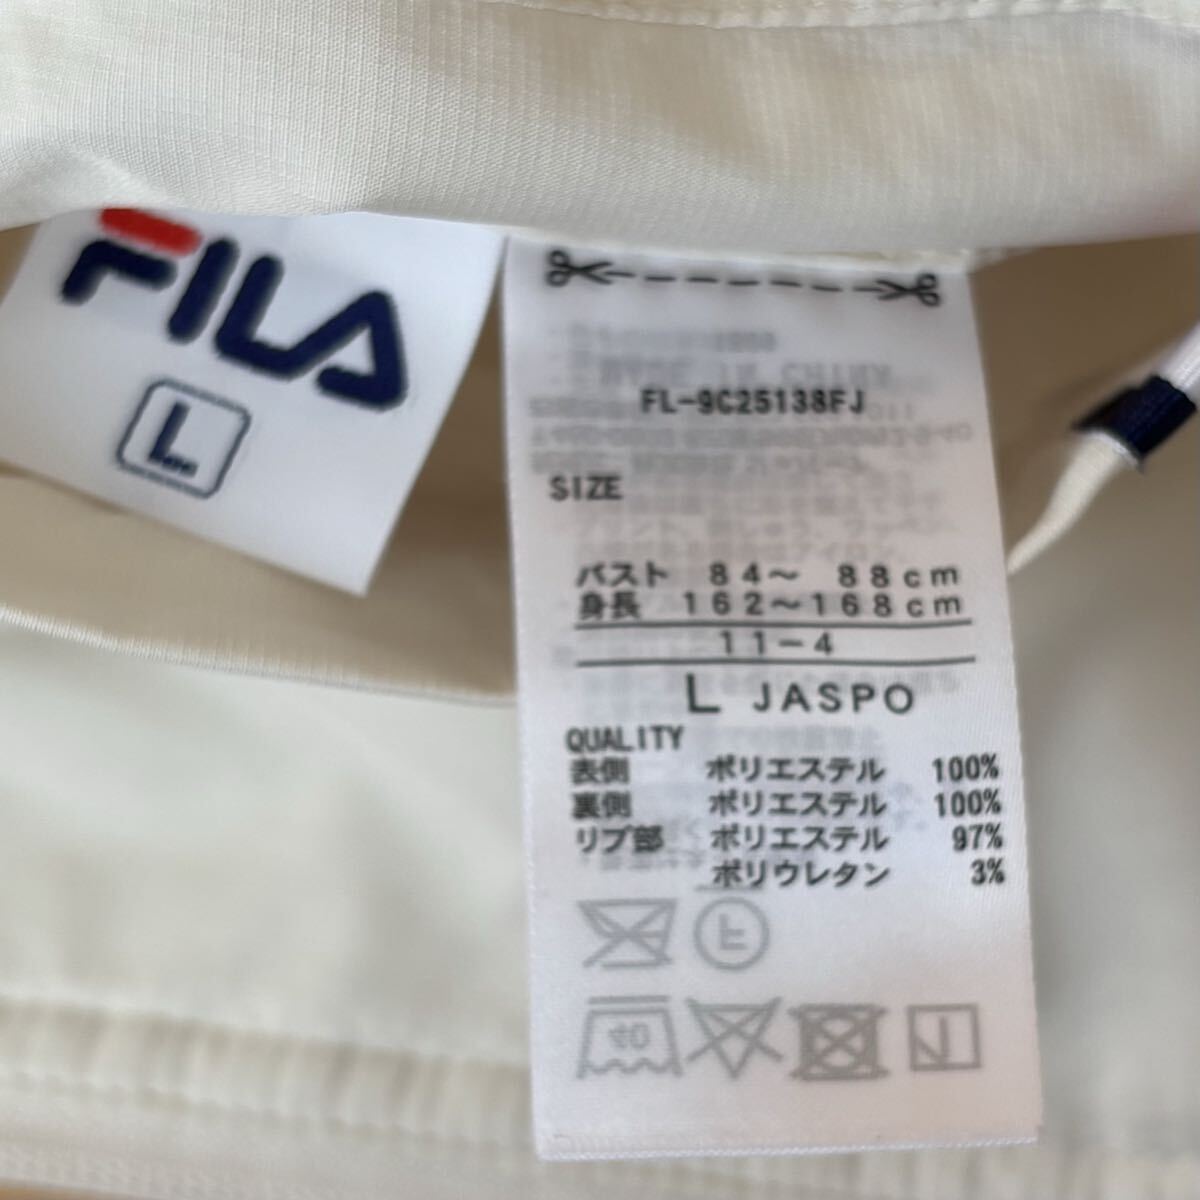 FILA
L
FL-9C25138FJ
SIZE
バスト 84～ 88cm
身長 162～168cm
11-4
L JASPO
QUALITY
表側 ポリエステル 100%
裏側 ポリエステル 100%
リブ部 ポリエステル 97%
ポリウレタン 3%
F
40